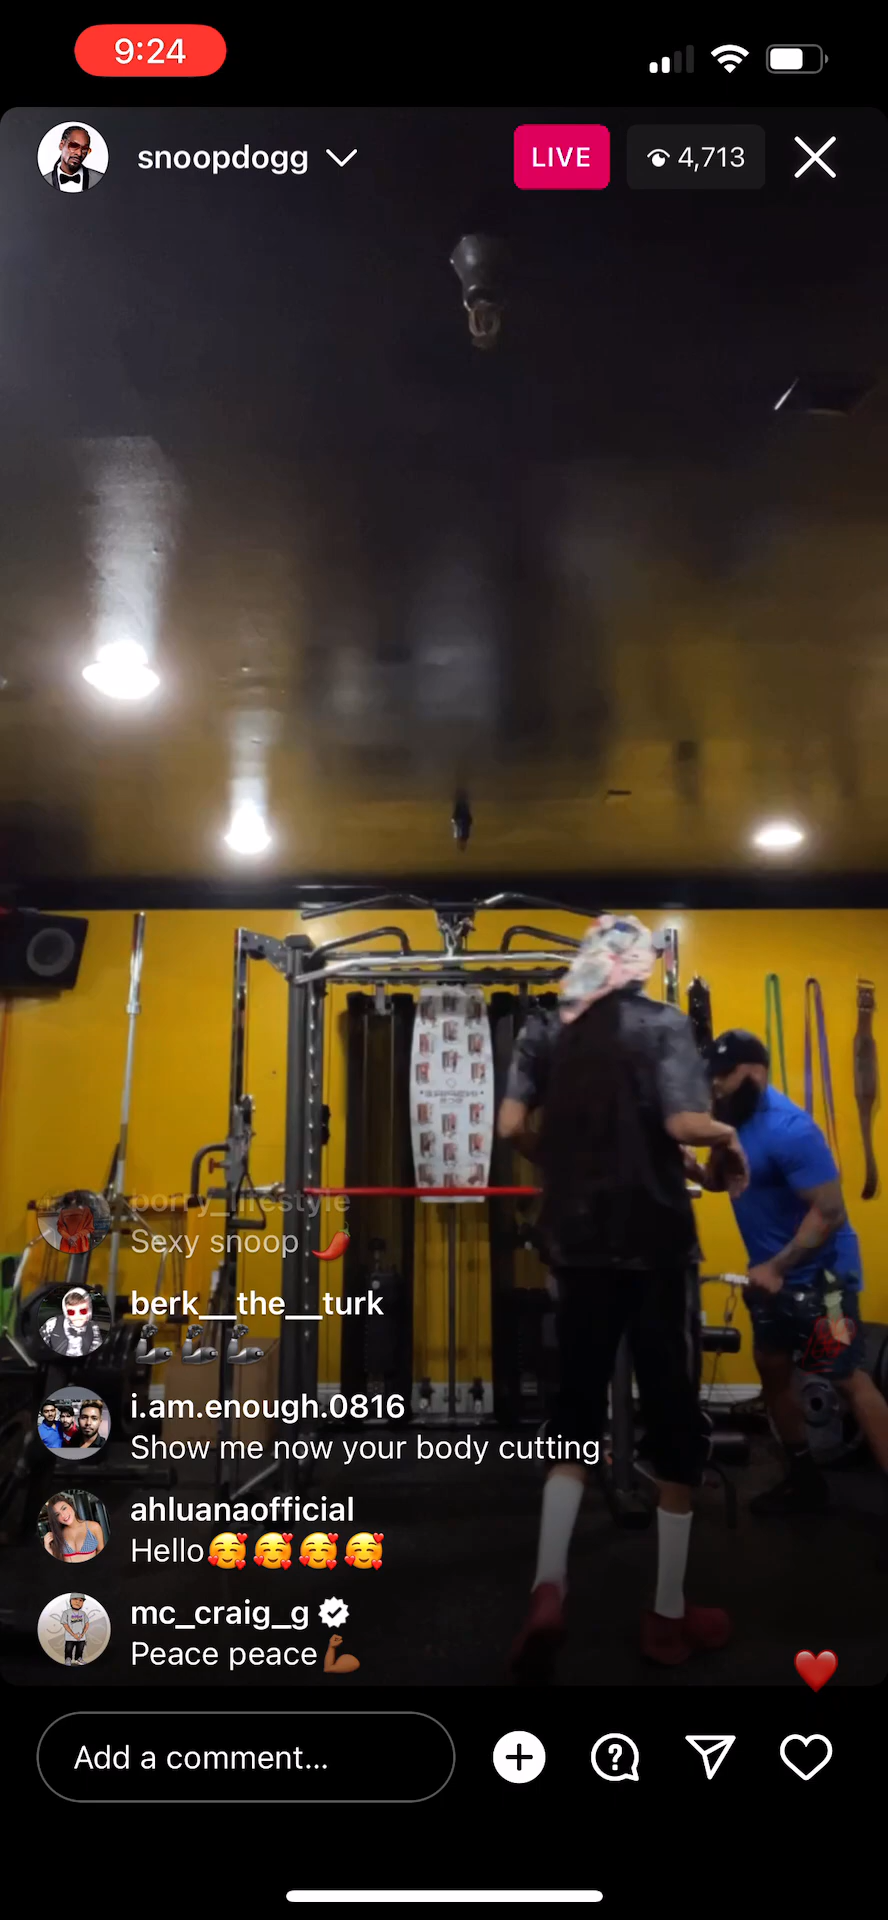 9:24
snoopdogg
LIVE
4,713
borry_lifestyle
Sexy snoop 🌶️
berk__the__turk
🦾🦾🦾
i.am.enough.0816
Show me now your body cutting
ahluanaofficial
Hello🥰🥰🥰🥰
mc_craig_g
Peace peace💪🏾
Add a comment...